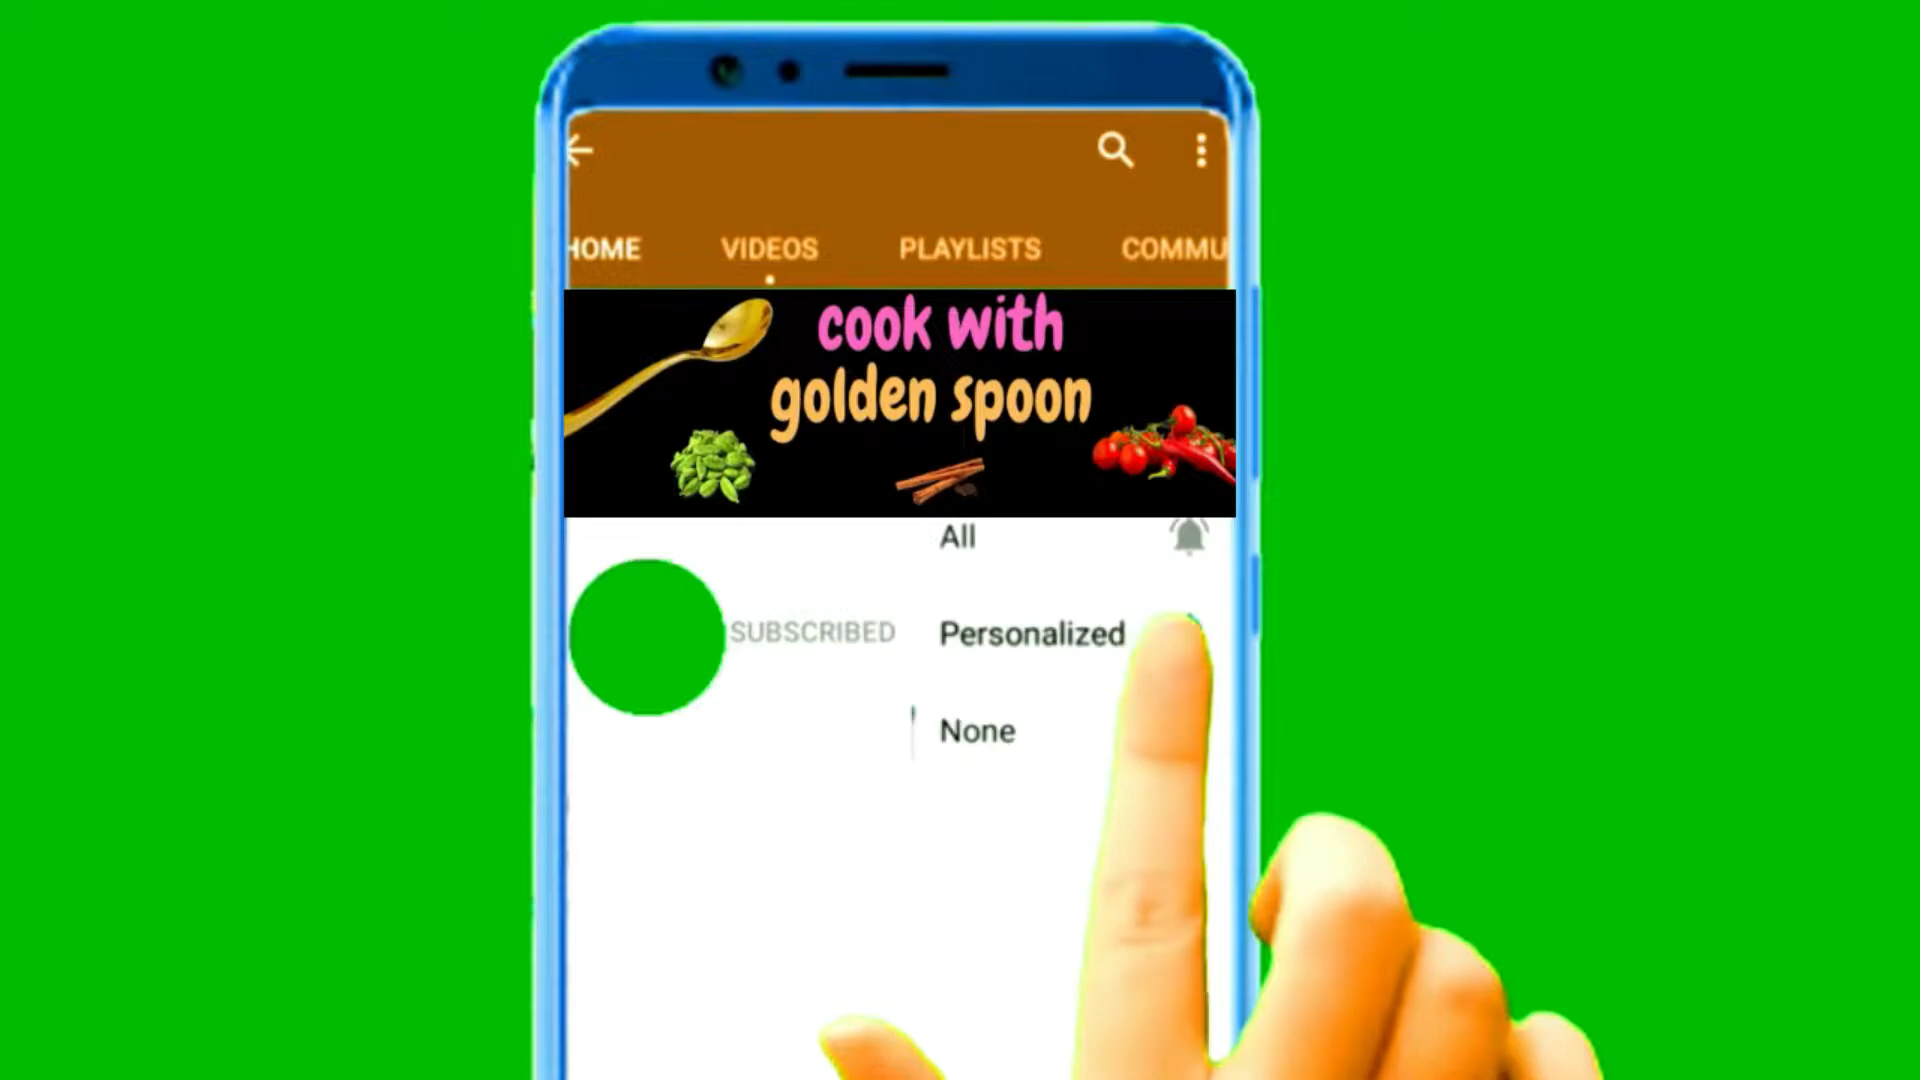 HOME VIDEOS PLAYLISTS COMMU
cook with
golden spoon
All
SUBSCRIBED Personalized
None